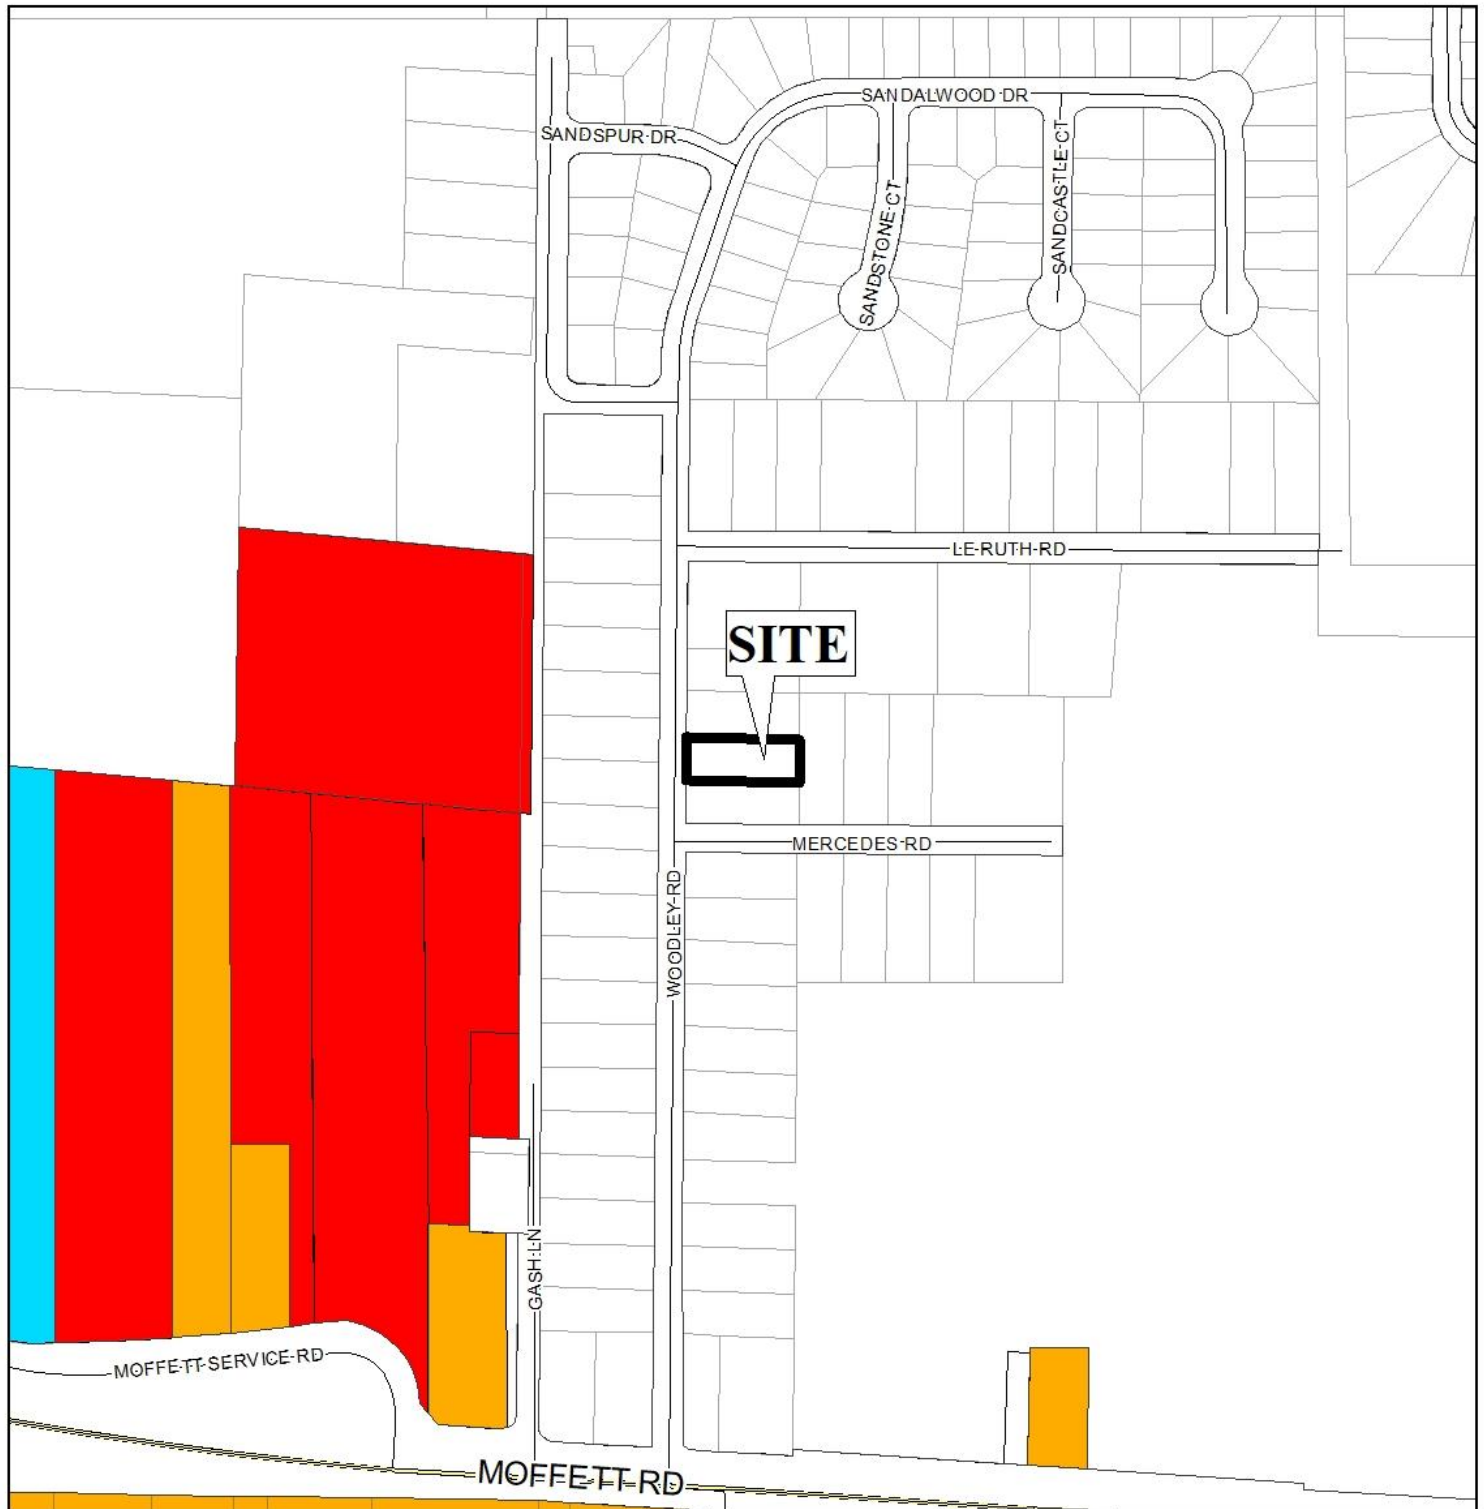 SANDALWOOD DR
SANDSPUR DR
SANDCASTLE CT
SANDSTONE CT
LE RUTH RD
SITE
MERCEDES RD
WOODLEY RD
GASH LN
MOFFETT SERVICE RD
MOFFETT RD